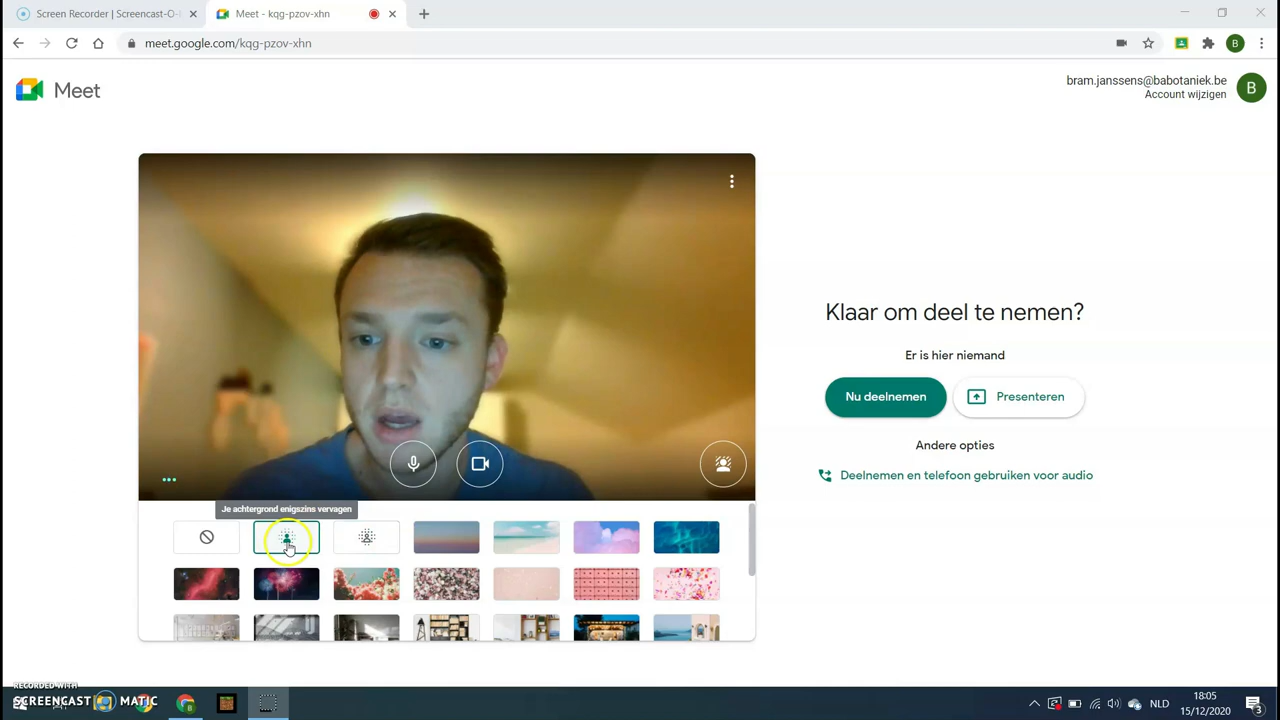 Screen Recorder | Screencast-O-
Meet - kqg-pzov-xhn
meet.google.com/kqg-pzov-xhn
B
Meet
bram.janssens@babotaniek.be
Account wijzigen
B
Klaar om deel te nemen?
Er is hier niemand
Nu deelnemen
Presenteren
Andere opties
Deelnemen en telefoon gebruiken voor audio
Je achtergrond enigszins vervagen
RECORDED WITH
SCREENCAST MATIC
NLD
18:05
15/12/2020
3